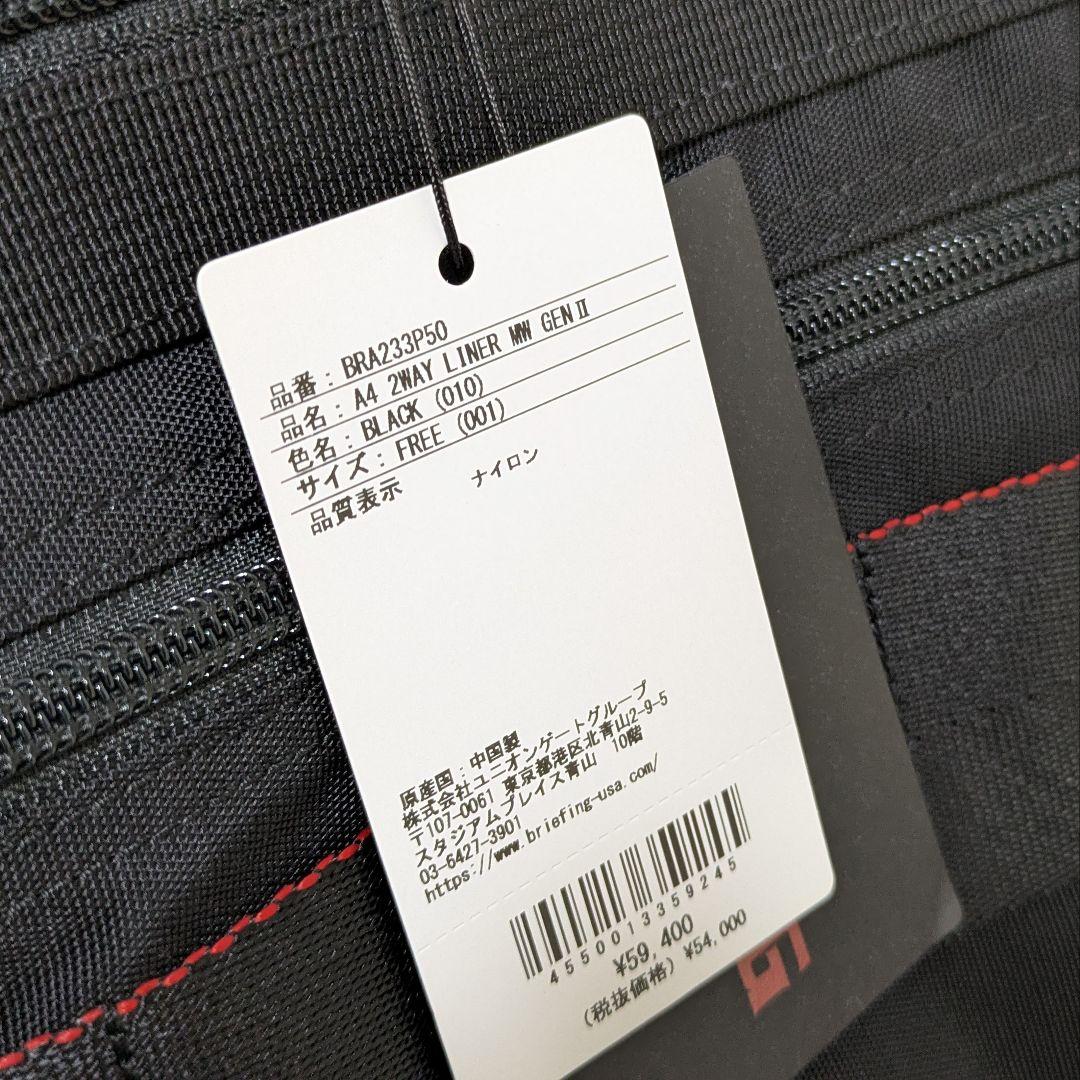 品番：BRA233P50
品名：A4 2WAY LINER MW GENⅡ
色名：BLACK (010)
サイズ：FREE (001)
品質表示 ナイロン
原産国：中国製
株式会社ユニオンゲートグループ
〒107-0061 東京都港区北青山2-9-5
スタジアムプレイス青山 10階
03-6427-3901
https://www.briefing-usa.com/
4550013359245
¥59,400
(税抜価格) ¥54,000